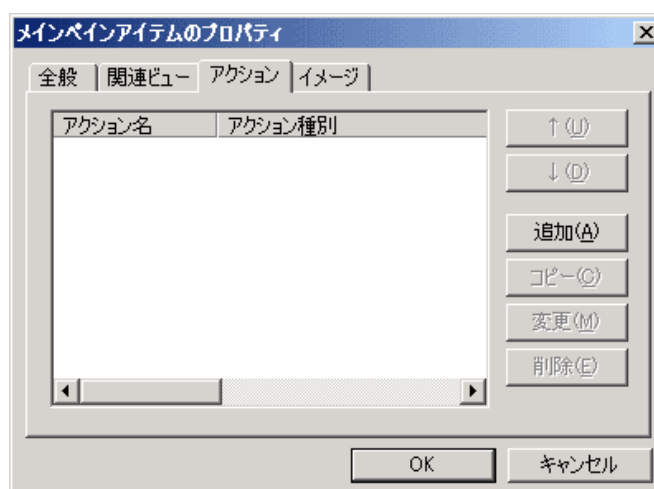 メインペインアイテムのプロパティ
全般 関連ビュー アクション イメージ
アクション名 アクション種別
↑(U)
↓(D)
追加(A)
コピー(C)
変更(M)
削除(E)
OK キャンセル